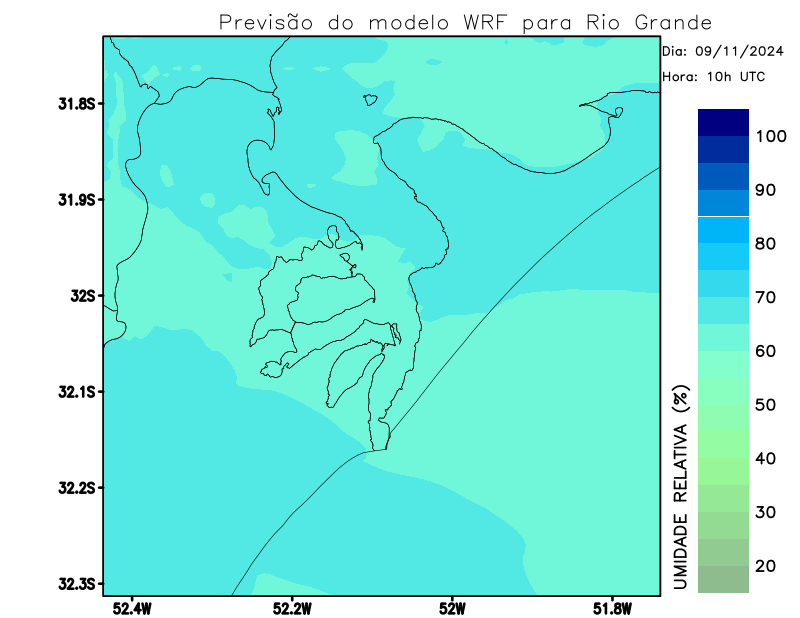 Previsão do modelo WRF para Rio Grande
Dia: 09/11/2024
Hora: 10h UTC
31.8S
31.9S
32S
32.1S
32.2S
32.3S
52.4W
52.2W
52W
51.8W
100
90
80
70
60
50
40
30
20
UMIDADE RELATIVA (%)